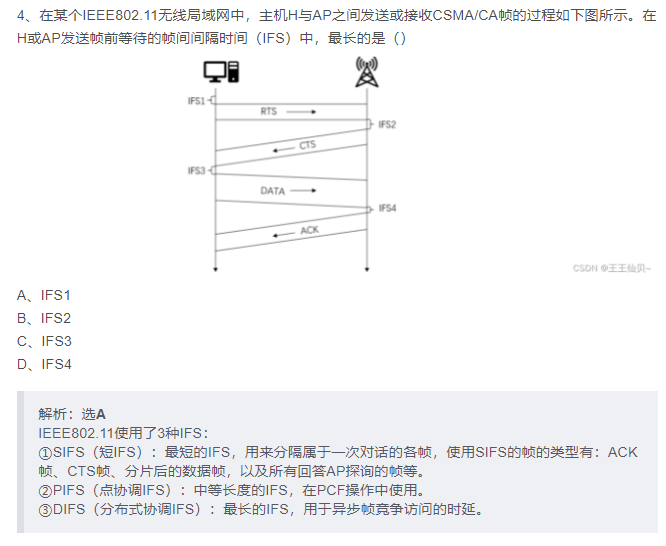 4、在某个IEEE802.11无线局域网中，主机H与AP之间发送或接收CSMA/CA帧的过程如下图所示。在
H或AP发送帧前等待的帧间间隔时间（IFS）中，最长的是（）
IFS1
RTS
IFS2
CTS
IFS3
DATA
IFS4
ACK
CSDN @王王仙贝~
A、IFS1
B、IFS2
C、IFS3
D、IFS4
解析：选A
IEEE802.11使用了3种IFS：
①SIFS（短IFS）：最短的IFS，用来分隔属于一次对话的各帧，使用SIFS的帧的类型有：ACK
帧、CTS帧、分片后的数据帧，以及所有回答AP探询的帧等。
②PIFS（点协调IFS）：中等长度的IFS，在PCF操作中使用。
③DIFS（分布式协调IFS）：最长的IFS，用于异步帧竞争访问的时延。